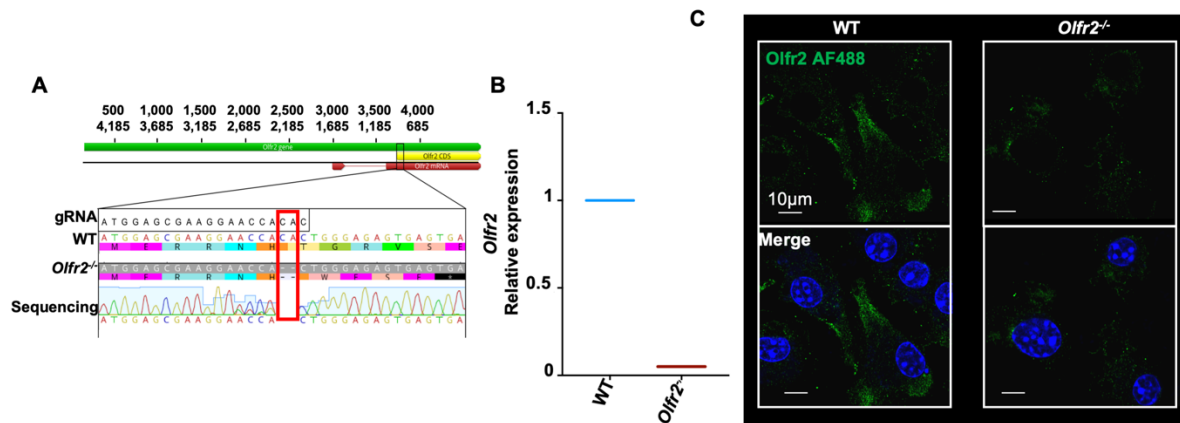 A
500 1,000 1,500 2,000 2,500 3,000 3,500 4,000
4,185 3,685 3,185 2,685 2,185 1,685 1,185 685
Olfr2 gene
Olfr2 CDS
Olfr2 mRNA
gRNA
ATGGAGCGAAGGAACCACAC
WT
ATGGAGCGAAGGAACCACACTGGGAGAGTGAGTGA
M E R R N H T G R V S E
Olfr2-/-
ATGGAGCGAAGGAACCA--CTGGGAGAGTGAGTGA
M E R R N H - - W E S E *
Sequencing
ATGGAGCGAAGGAACCA CTGGGAGAGTGAGTGA
B
Olfr2
Relative expression
1.5
1
0.5
0
WT
Olfr2-/-
C
WT
Olfr2-/-
Olfr2 AF488
10µm
Merge